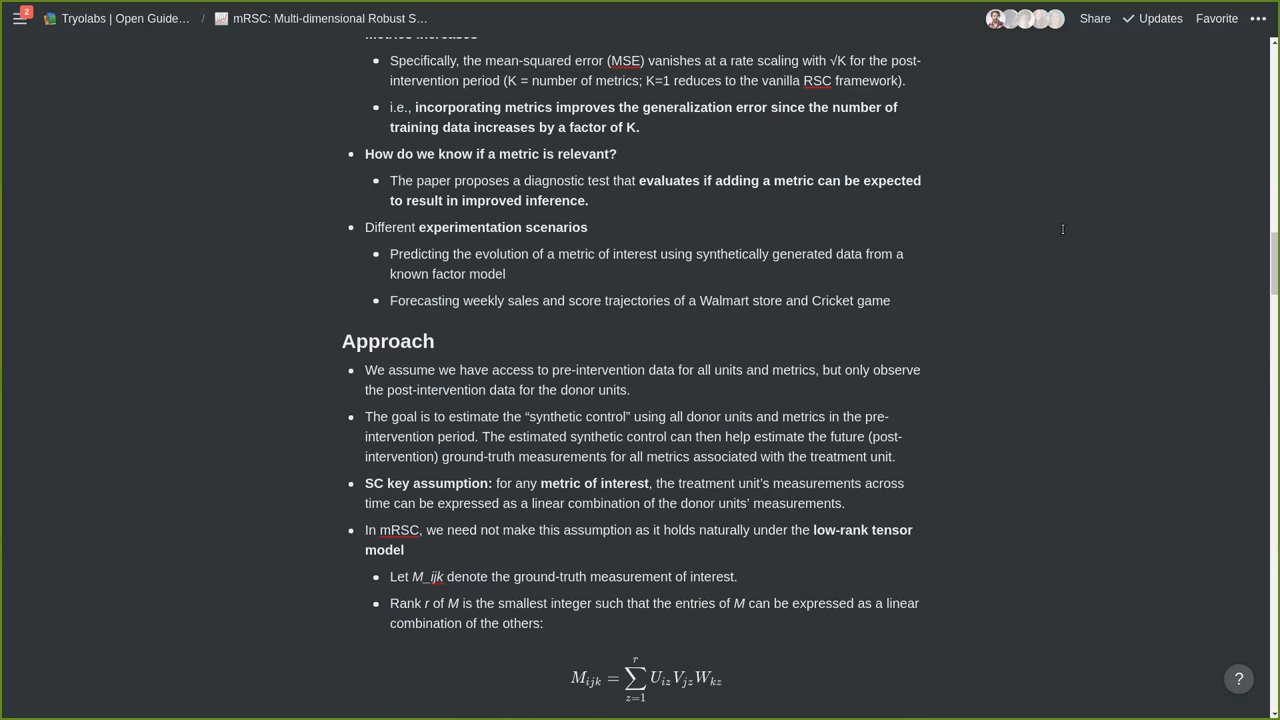 2
Tryolabs | Open Guide… / mRSC: Multi-dimensional Robust S… Share Updates Favorite
metrics increases
Specifically, the mean-squared error (MSE) vanishes at a rate scaling with √K for the post-
intervention period (K = number of metrics; K=1 reduces to the vanilla RSC framework).
i.e., incorporating metrics improves the generalization error since the number of
training data increases by a factor of K.
How do we know if a metric is relevant?
The paper proposes a diagnostic test that evaluates if adding a metric can be expected
to result in improved inference.
Different experimentation scenarios
Predicting the evolution of a metric of interest using synthetically generated data from a
known factor model
Forecasting weekly sales and score trajectories of a Walmart store and Cricket game
Approach
We assume we have access to pre-intervention data for all units and metrics, but only observe
the post-intervention data for the donor units.
The goal is to estimate the “synthetic control” using all donor units and metrics in the pre-
intervention period. The estimated synthetic control can then help estimate the future (post-
intervention) ground-truth measurements for all metrics associated with the treatment unit.
SC key assumption: for any metric of interest, the treatment unit’s measurements across
time can be expressed as a linear combination of the donor units’ measurements.
In mRSC, we need not make this assumption as it holds naturally under the low-rank tensor
model
Let M_ijk denote the ground-truth measurement of interest.
Rank r of M is the smallest integer such that the entries of M can be expressed as a linear
combination of the others:
M_{ijk} = \sum_{z=1}^{r} U_{iz} V_{jz} W_{kz}
?